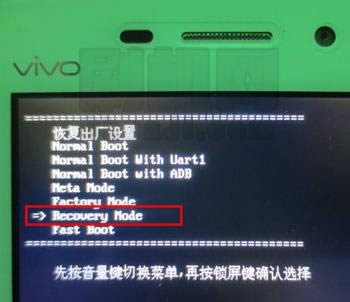 vivo
==================================
恢复出厂设置
Normal Boot
Normal Boot With Uart1
Normal Boot with ADB
Meta Mode
Factory Mode
=> Recovery Mode
Fast Boot
==================================
先按音量键切换菜单,再按锁屏键确认选择